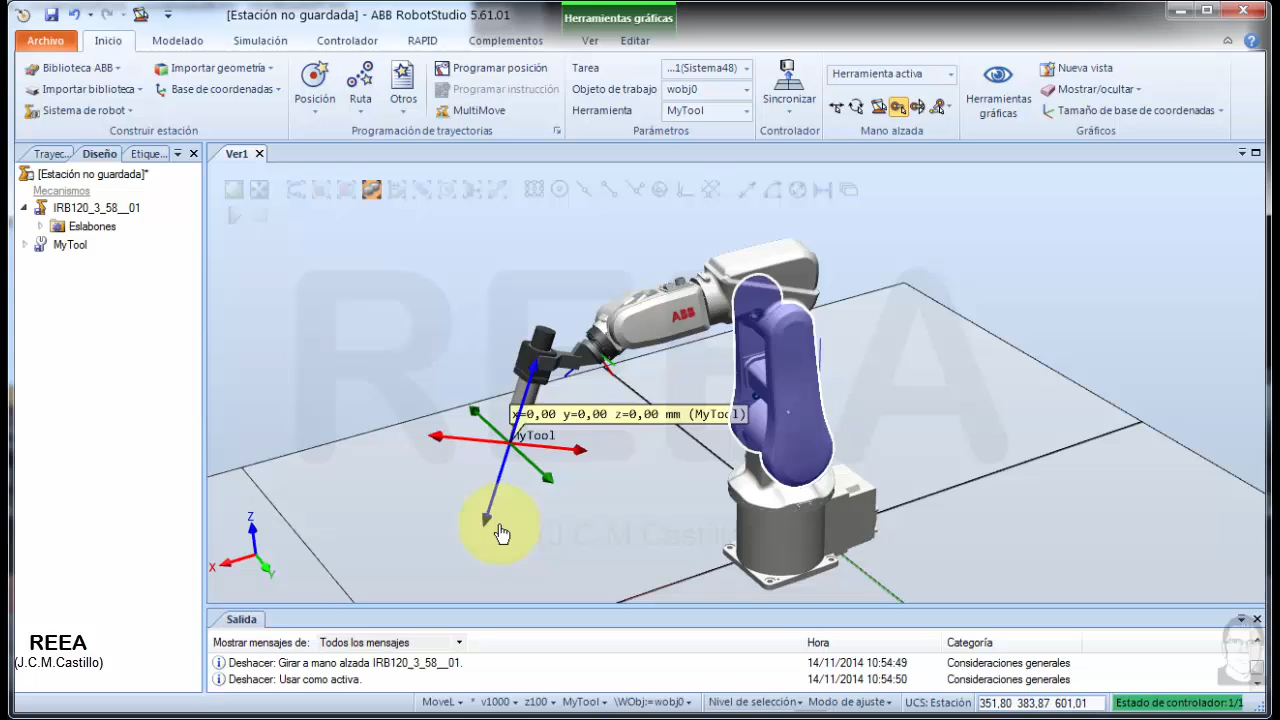 [Estación no guardada] - ABB RobotStudio 5.61.01
Herramientas gráficas
Archivo Inicio Modelado Simulación Controlador RAPID Complementos Ver Editar
Biblioteca ABB
Importar biblioteca
Sistema de robot
Importar geometría
Base de coordenadas
Construir estación
Posición Ruta Otros
Programar posición
Programar instrucción
MultiMove
Programación de trayectorias
Tarea ...1(Sistema48)
Objeto de trabajo wobj0
Herramienta MyTool
Parámetros
Sincronizar
Controlador
Herramienta activa
Mano alzada
Herramientas gráficas
Nueva vista
Mostrar/ocultar
Tamaño de base de coordenadas
Gráficos
Trayec... Diseño Etique...
[Estación no guardada]*
Mecanismos
IRB120_3_58__01
Eslabones
MyTool
Ver1
REEA
ABB
x=0,00 y=0,00 z=0,00 mm (MyTool)
MyTool
(J.C.M.Castillo)
Z
X
Y
Salida
Mostrar mensajes de: Todos los mensajes Hora Categoría
Deshacer: Girar a mano alzada IRB120_3_58__01. 14/11/2014 10:54:49 Consideraciones generales
Deshacer: Usar como activa. 14/11/2014 10:54:50 Consideraciones generales
REEA
(J.C.M.Castillo)
MoveL * v1000 z100 MyTool \WObj:=wobj0 Nivel de selección Modo de ajuste UCS: Estación 351,80 383,87 601,01 Estado de controlador: 1/1